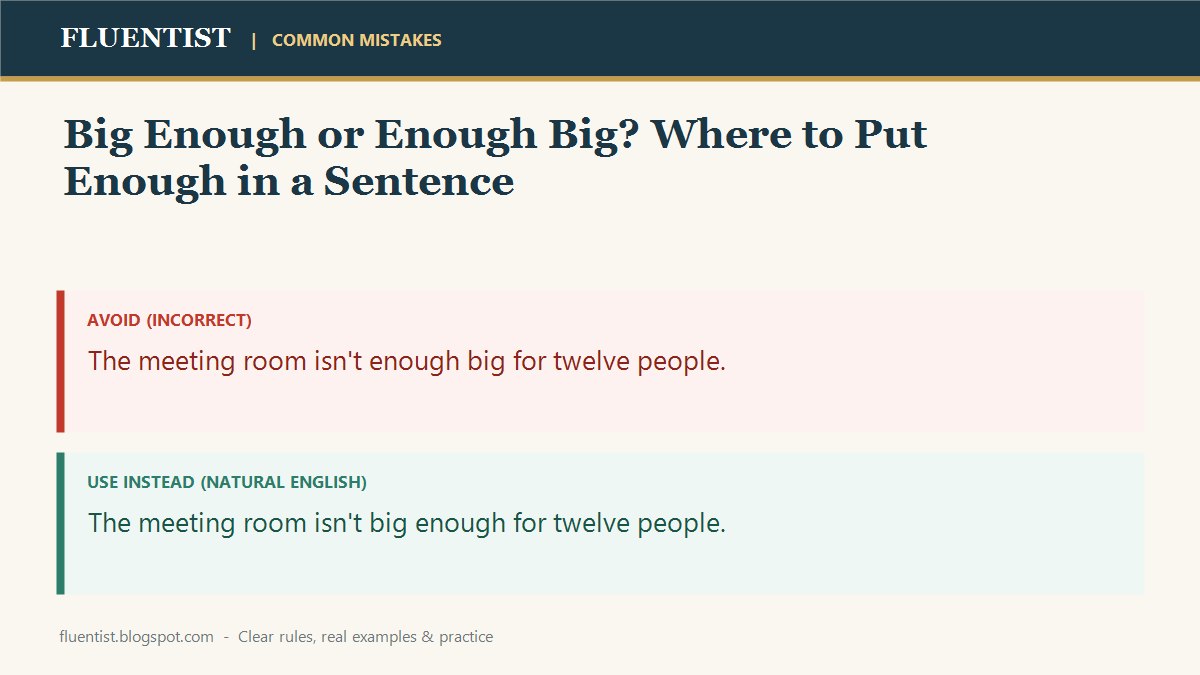 FLUENTIST | COMMON MISTAKES
Big Enough or Enough Big? Where to Put
Enough in a Sentence
AVOID (INCORRECT)
The meeting room isn't enough big for twelve people.
USE INSTEAD (NATURAL ENGLISH)
The meeting room isn't big enough for twelve people.
fluentist.blogspot.com - Clear rules, real examples & practice